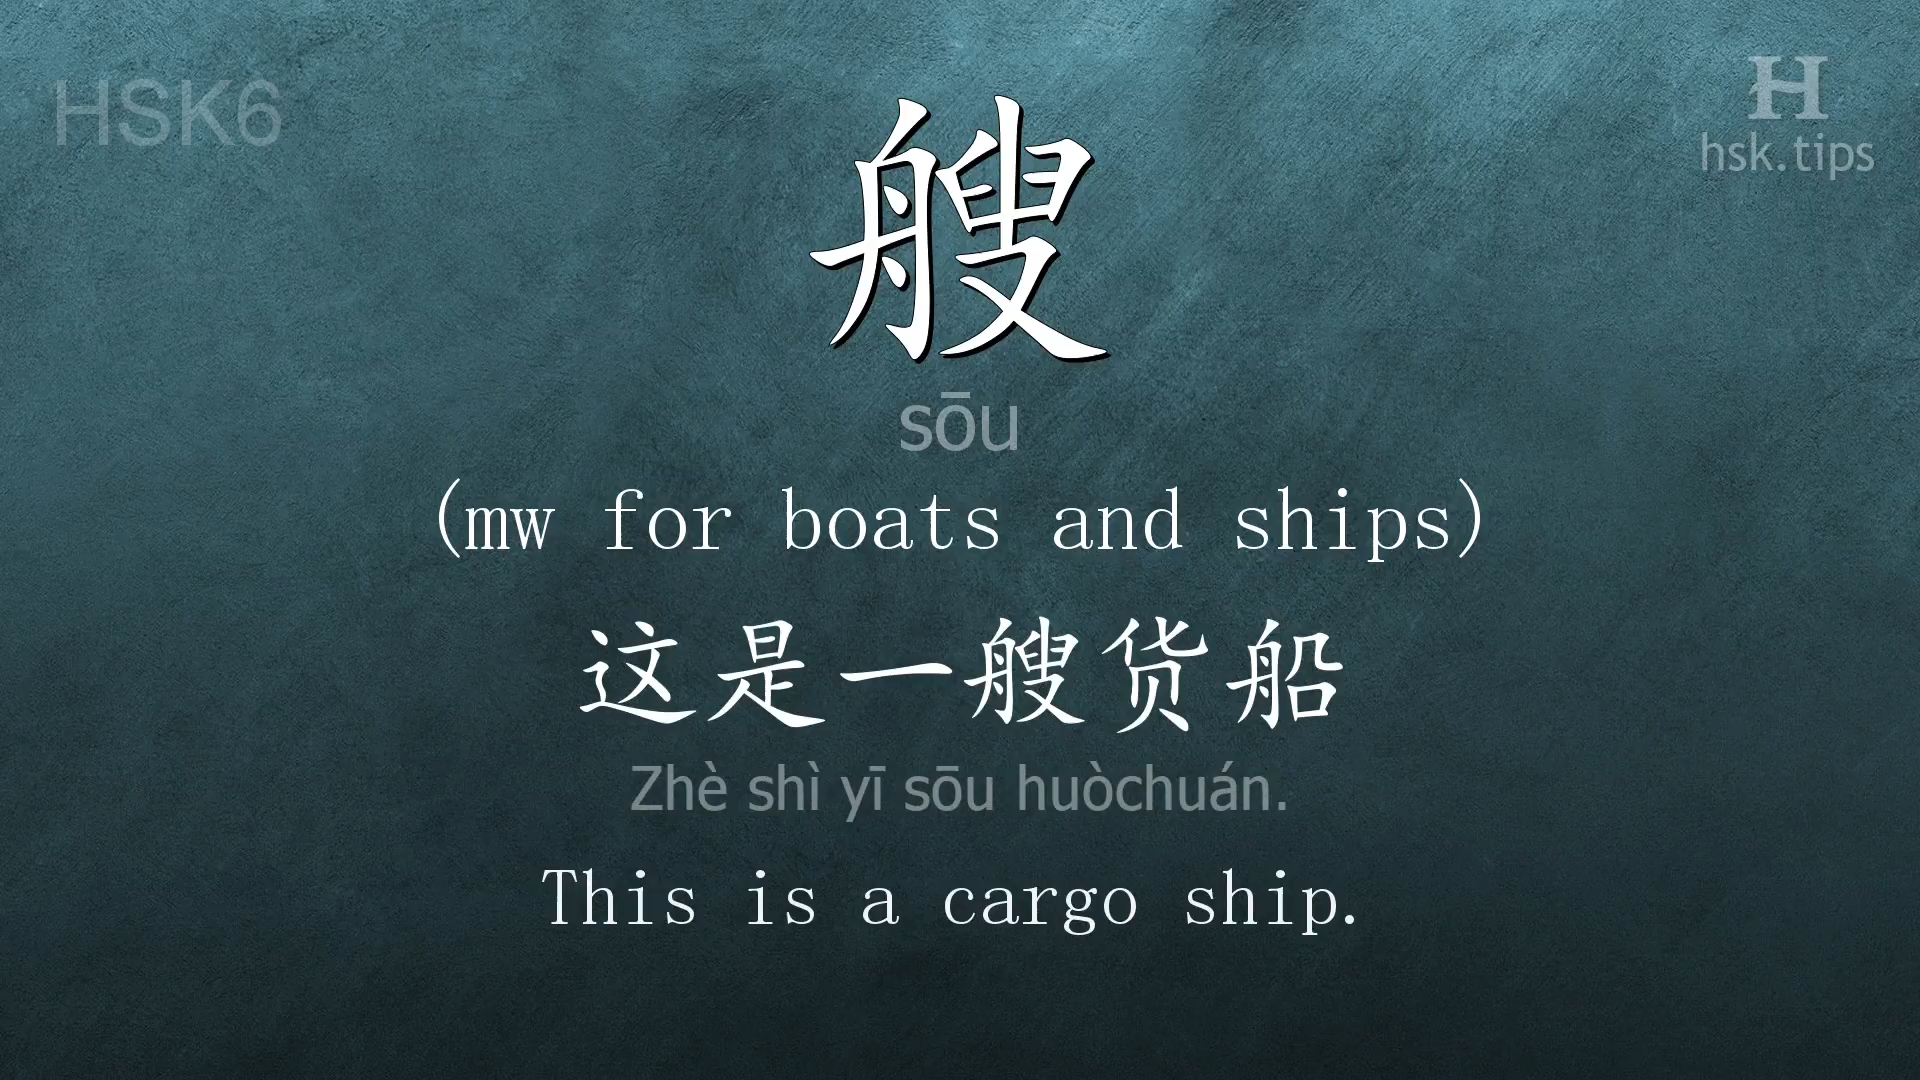 HSK6
H
hsk.tips
艘
sōu
(mw for boats and ships)
这是一艘货船
Zhè shì yī sōu huòchuán.
This is a cargo ship.